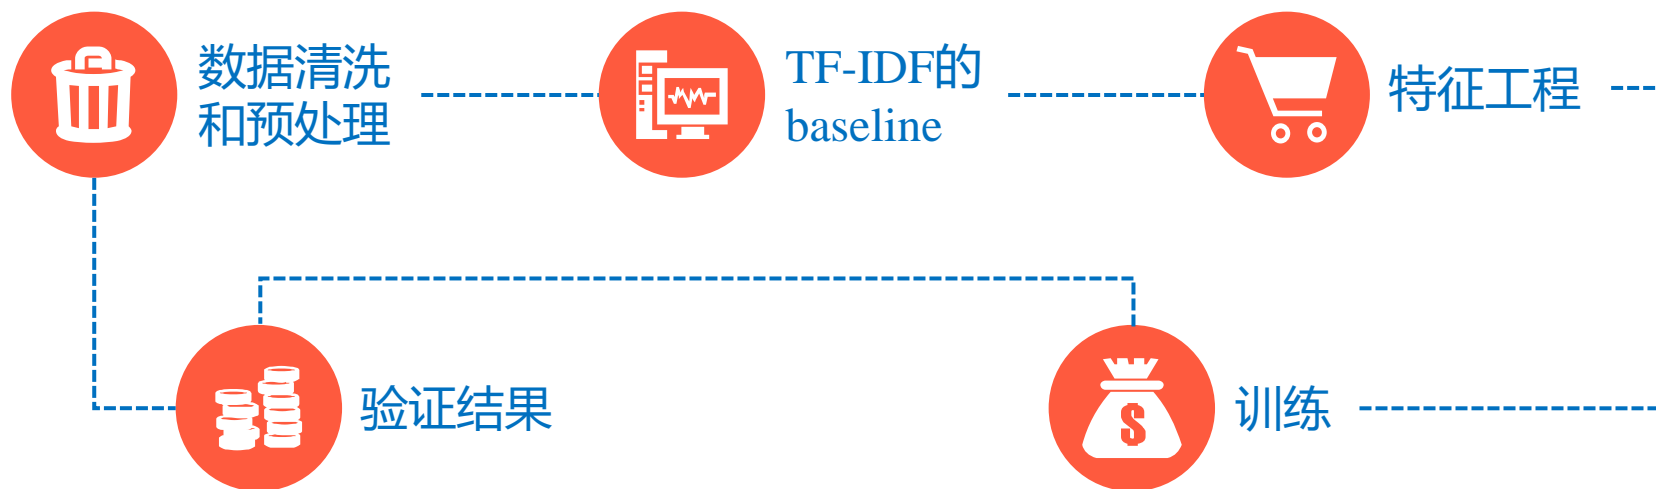 数据清洗
和预处理
TF-IDF的
baseline
特征工程
验证结果
训练